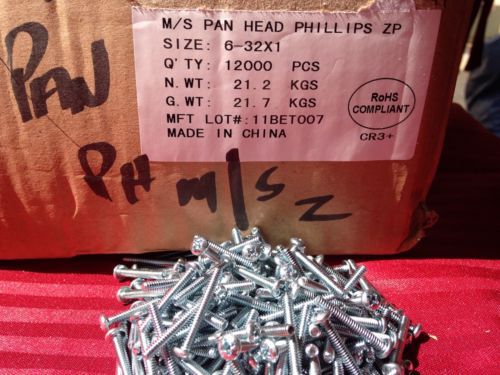 M/S PAN HEAD PHILLIPS ZP
SIZE: 6-32X1
Q'TY: 12000 PCS
N.WT: 21.2 KGS
G.WT: 21.7 KGS
MFT LOT#:11BET007
MADE IN CHINA
RoHS
COMPLIANT
CR3+
PAN
PH M/S Z